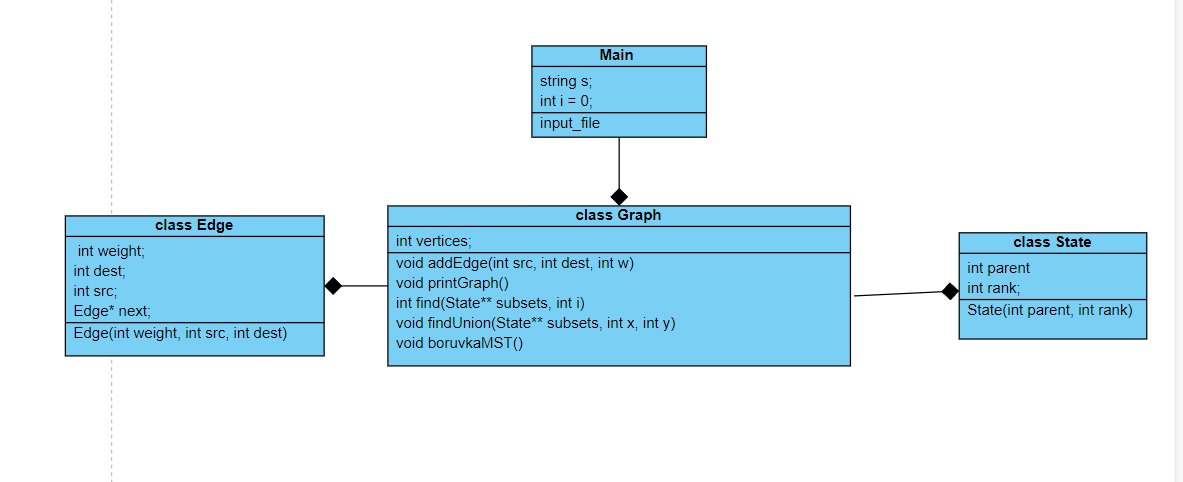 Main
string s;
int i = 0;
input_file
class Edge
int weight;
int dest;
int src;
Edge* next;
Edge(int weight, int src, int dest)
class Graph
int vertices;
void addEdge(int src, int dest, int w)
void printGraph()
int find(State** subsets, int i)
void findUnion(State** subsets, int x, int y)
void boruvkaMST()
class State
int parent
int rank;
State(int parent, int rank)